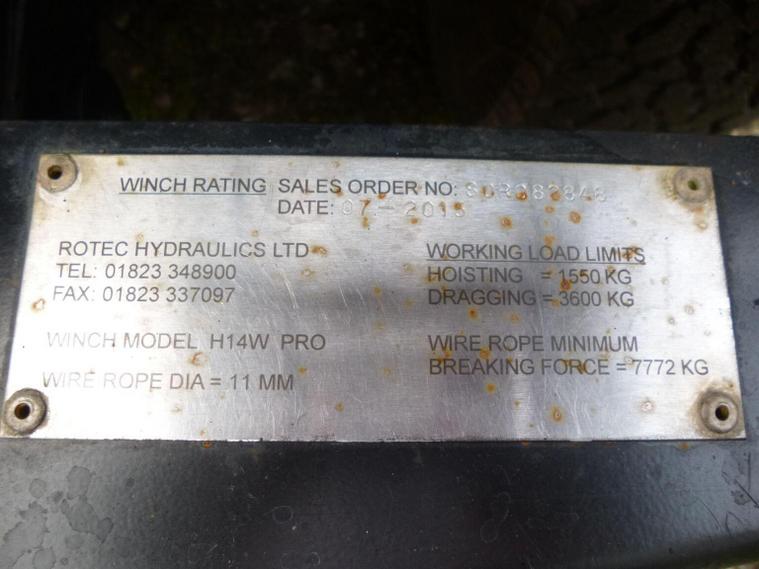 WINCH RATING SALES ORDER NO:
DATE: 07-2013
ROTEC HYDRAULICS LTD
TEL: 01823 348900
FAX: 01823 337097
WINCH MODEL H14W PRO
WIRE ROPE DIA = 11 MM
WORKING LOAD LIMITS
HOISTING = 1550 KG
DRAGGING = 3600 KG
WIRE ROPE MINIMUM
BREAKING FORCE = 7772 KG